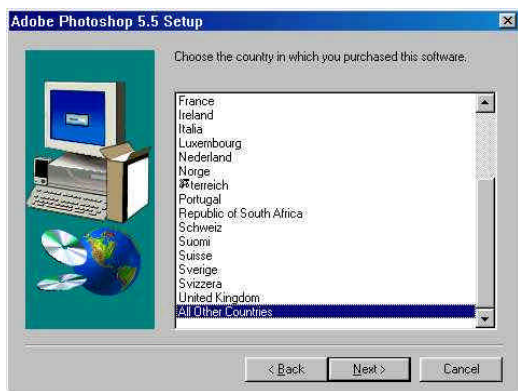 Adobe Photoshop 5.5 Setup
Choose the country in which you purchased this software.
France
Ireland
Italia
Luxembourg
Nederland
Norge
terreich
Portugal
Republic of South Africa
Schweiz
Suomi
Suisse
Sverige
Svizzera
United Kingdom
All Other Countries
< Back
Next >
Cancel